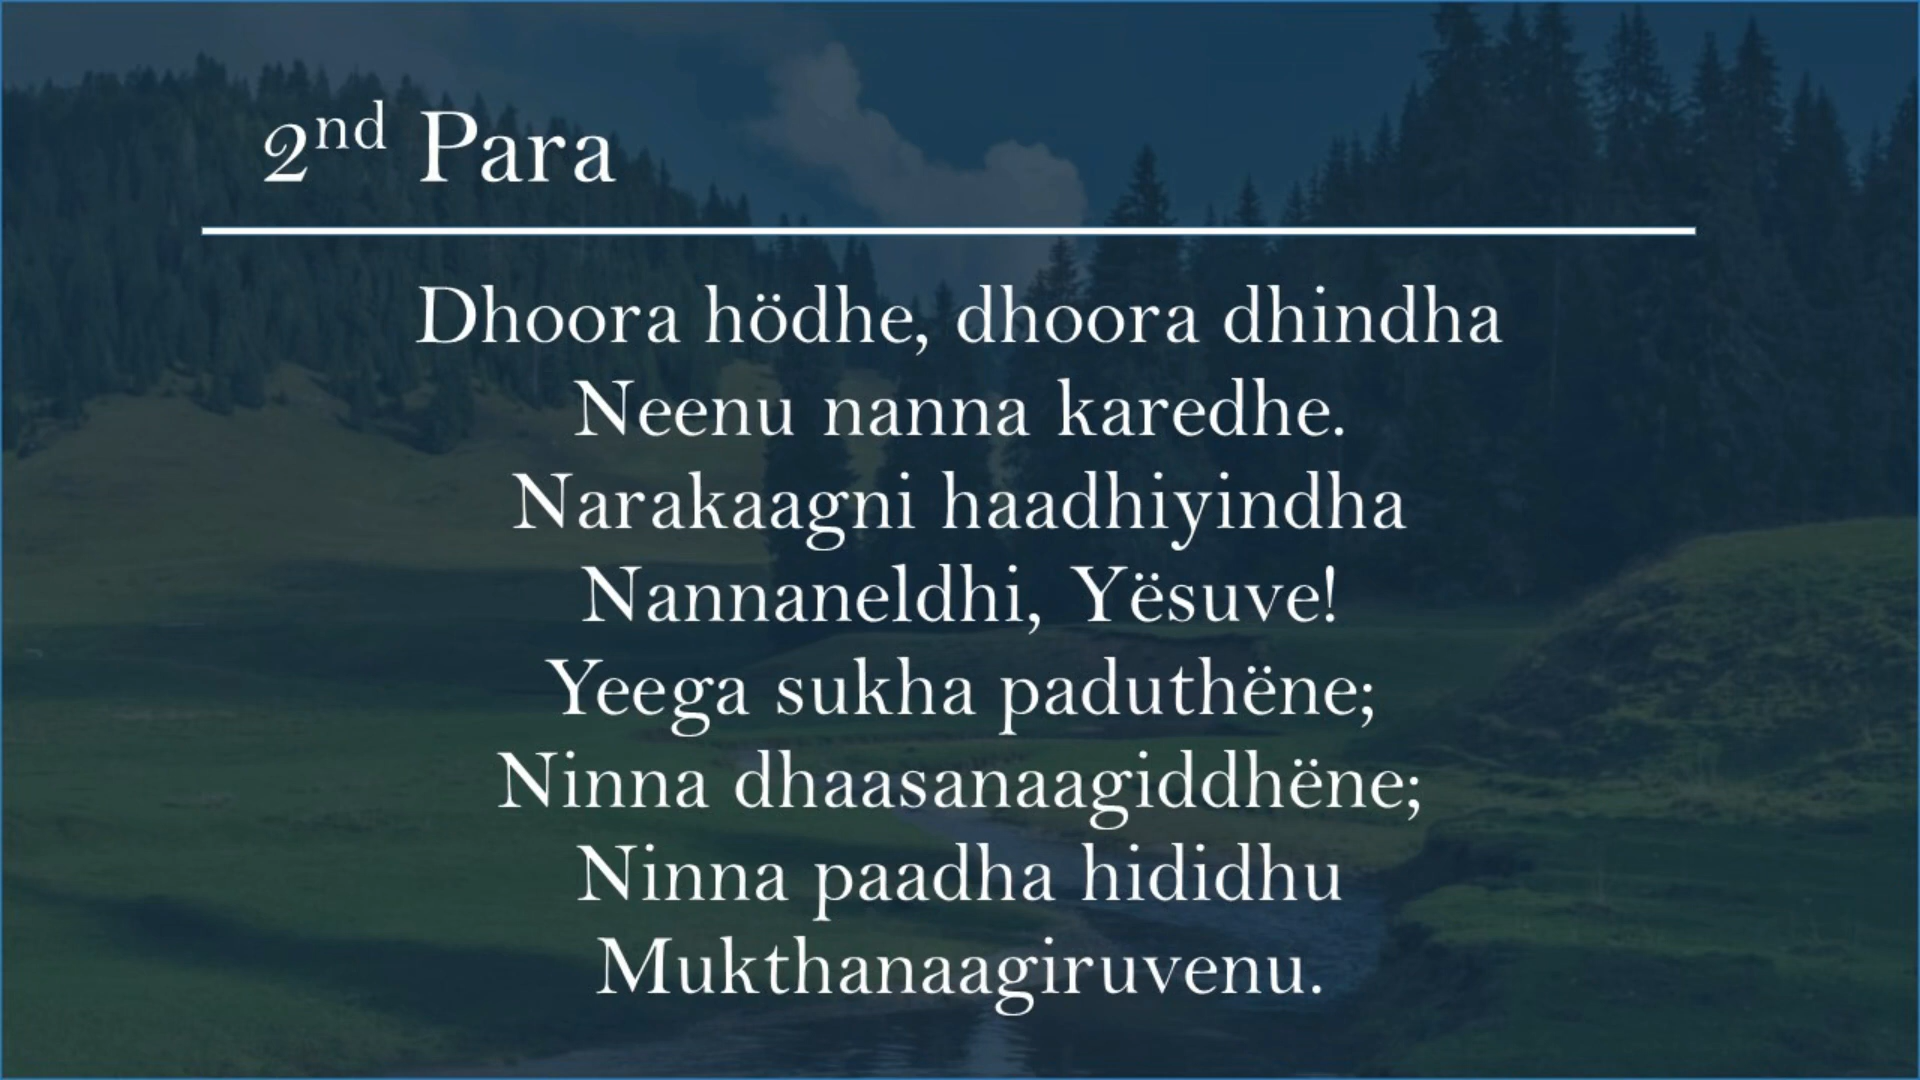 2nd Para
Dhoora hödhe, dhoora dhindha
Neenu nanna karedhe.
Narakaagni haadhiyindha
Nannaneldhi, Yësuve!
Yeega sukha paduthëne;
Ninna dhaasanaagiddhëne;
Ninna paadha hididhu
Mukthanaagiruvenu.